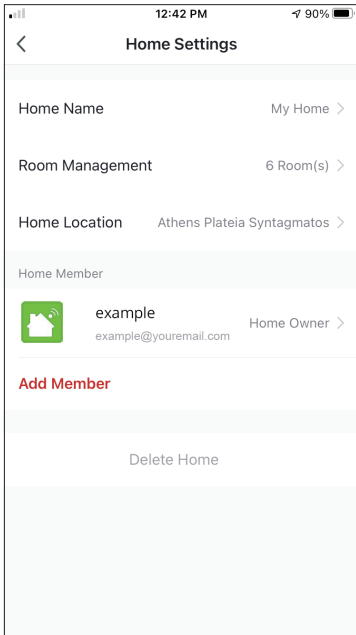 12:42 PM 90%
Home Settings
Home Name My Home
Room Management 6 Room(s)
Home Location Athens Plateia Syntagmatos
Home Member
example
example@youremail.com
Home Owner
Add Member
Delete Home